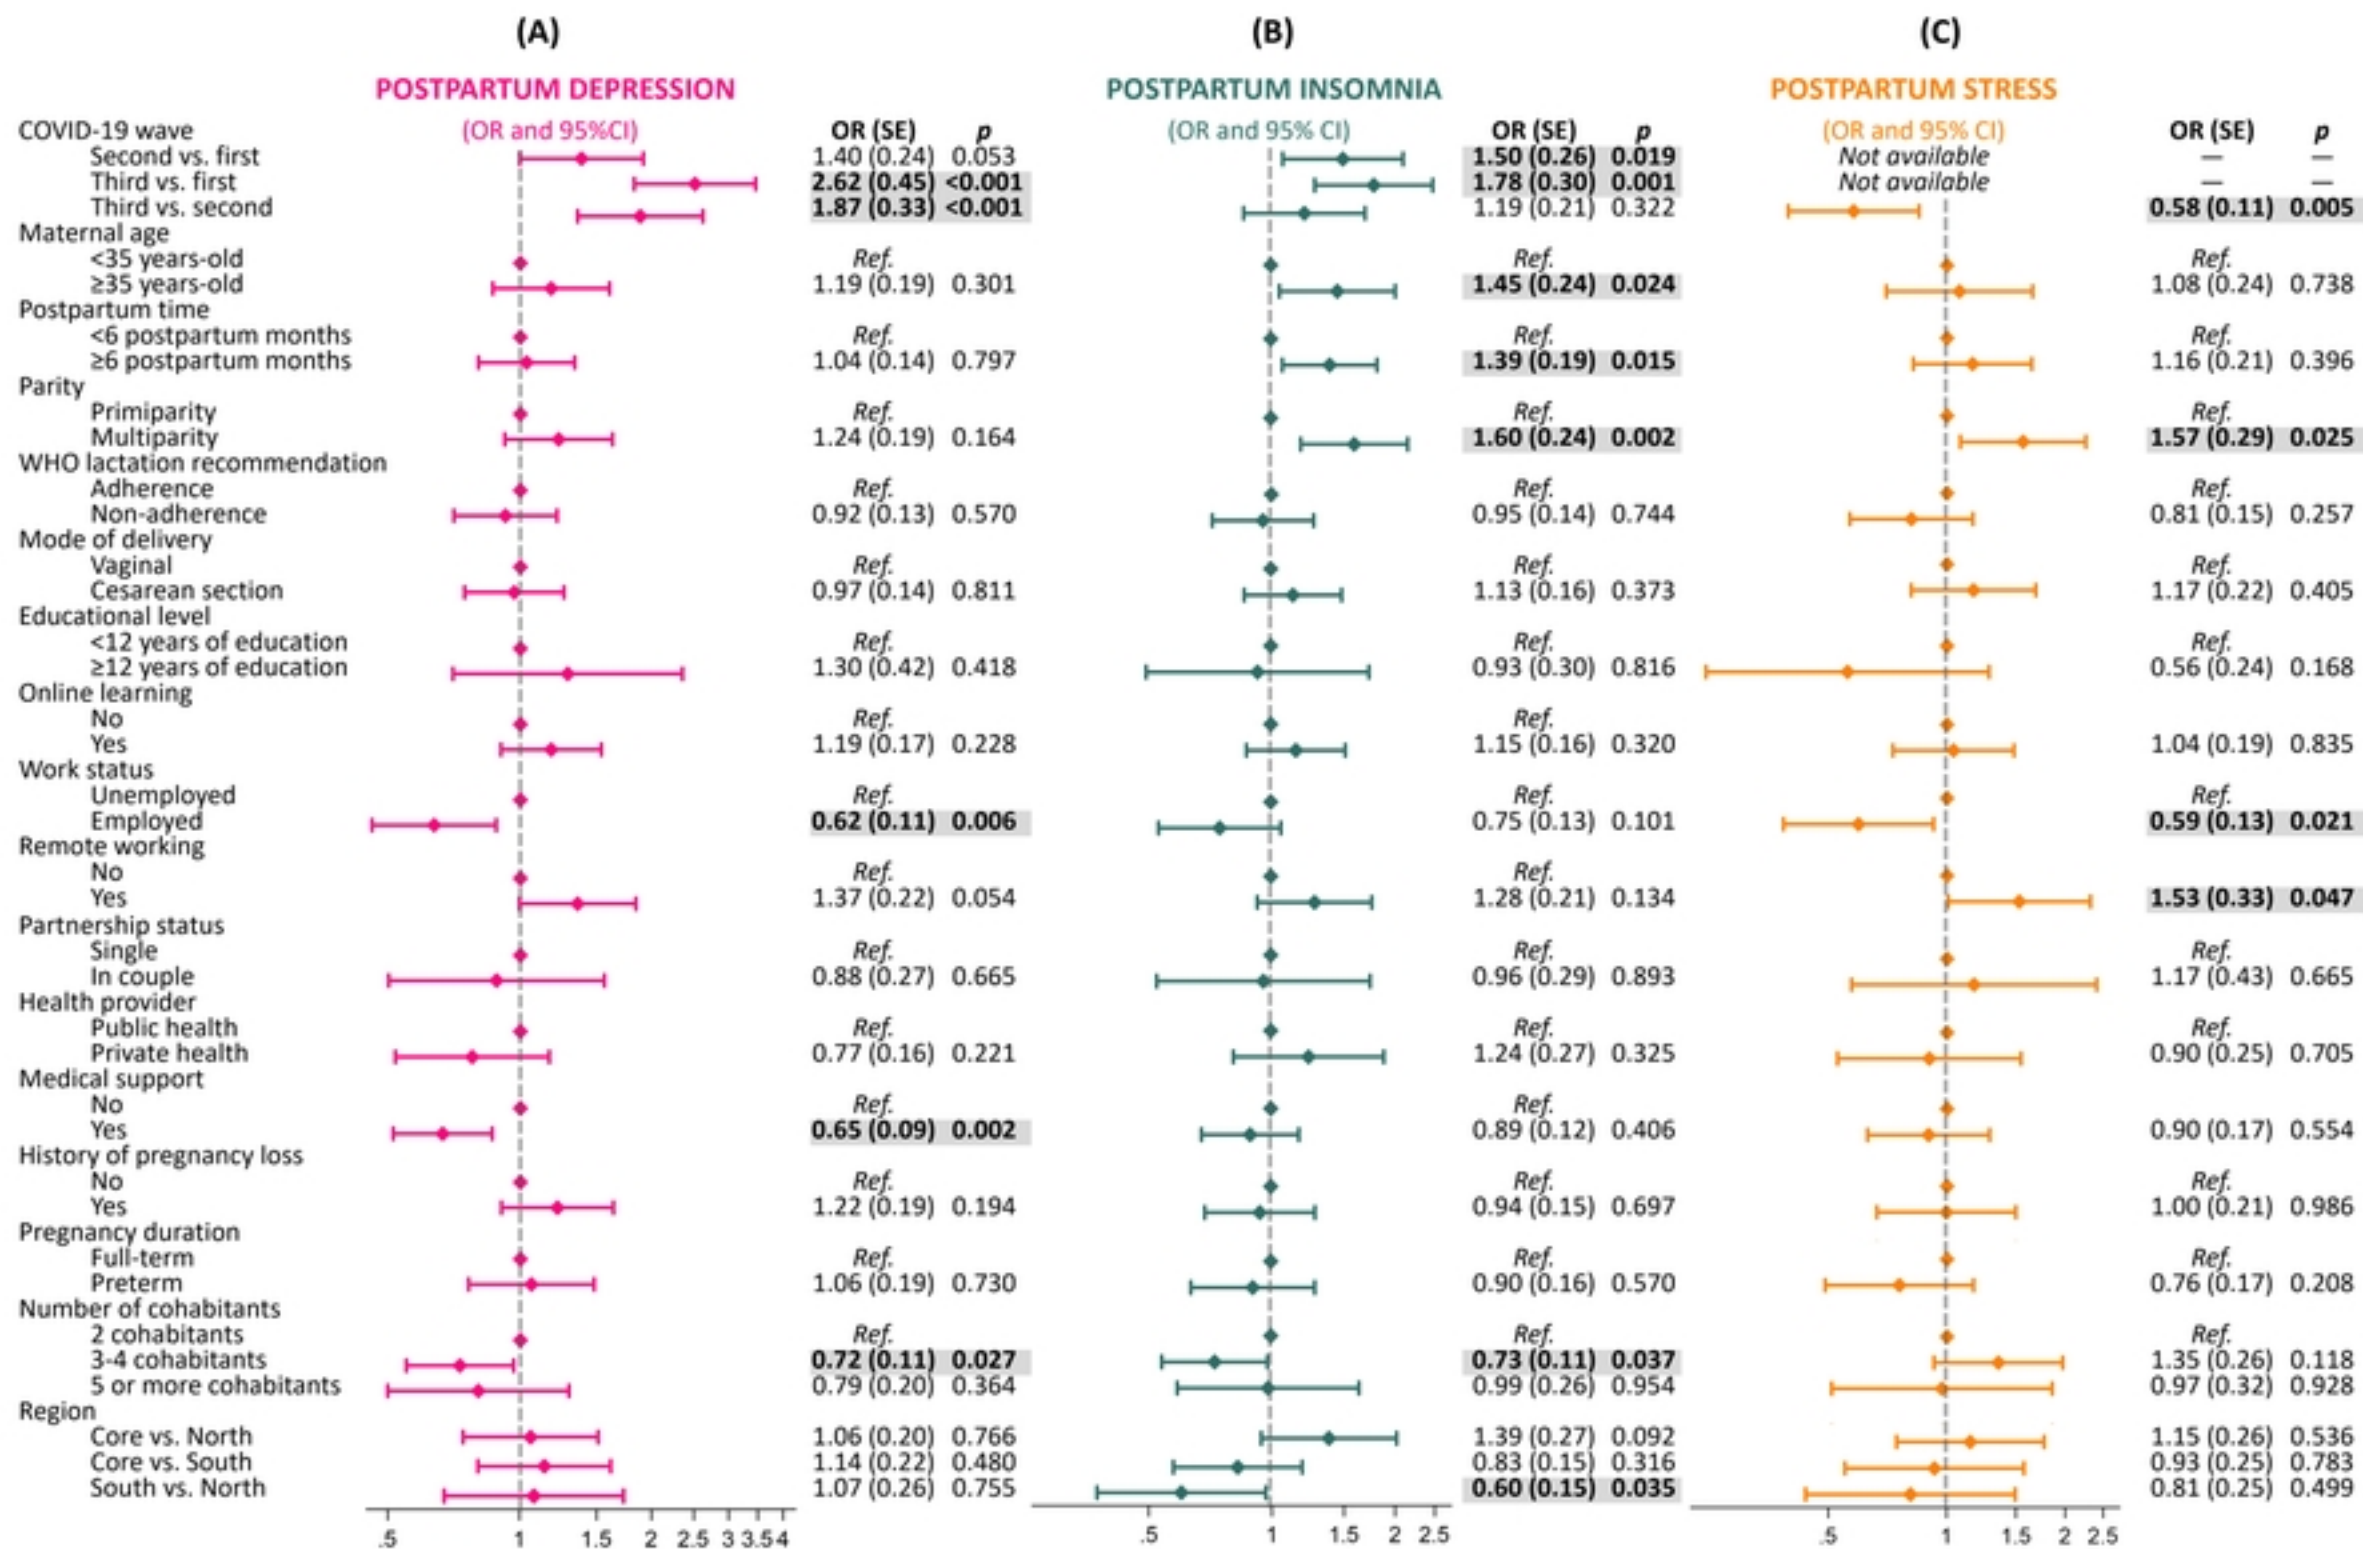 (A) (B) (C)
POSTPARTUM DEPRESSION POSTPARTUM INSOMNIA POSTPARTUM STRESS
COVID-19 wave (OR and 95%CI) OR (SE) p (OR and 95% CI) OR (SE) p (OR and 95% CI) OR (SE) p
Second vs. first 1.40 (0.24) 0.053 1.50 (0.26) 0.019 Not available — —
Third vs. first 2.62 (0.45) <0.001 1.78 (0.30) 0.001 Not available — —
Third vs. second 1.87 (0.33) <0.001 1.19 (0.21) 0.322 0.58 (0.11) 0.005
Maternal age
<35 years-old Ref. Ref. Ref.
≥35 years-old 1.19 (0.19) 0.301 1.45 (0.24) 0.024 1.08 (0.24) 0.738
Postpartum time
<6 postpartum months Ref. Ref. Ref.
≥6 postpartum months 1.04 (0.14) 0.797 1.39 (0.19) 0.015 1.16 (0.21) 0.396
Parity
Primiparity Ref. Ref. Ref.
Multiparity 1.24 (0.19) 0.164 1.60 (0.24) 0.002 1.57 (0.29) 0.025
WHO lactation recommendation
Adherence Ref. Ref. Ref.
Non-adherence 0.92 (0.13) 0.570 0.95 (0.14) 0.744 0.81 (0.15) 0.257
Mode of delivery
Vaginal Ref. Ref. Ref.
Cesarean section 0.97 (0.14) 0.811 1.13 (0.16) 0.373 1.17 (0.22) 0.405
Educational level
<12 years of education Ref. Ref. Ref.
≥12 years of education 1.30 (0.42) 0.418 0.93 (0.30) 0.816 0.56 (0.24) 0.168
Online learning
No Ref. Ref.
Yes 1.19 (0.17) 0.228 1.15 (0.16) 0.320 1.04 (0.19) 0.835
Work status
Unemployed Ref. Ref. Ref.
Employed 0.62 (0.11) 0.006 0.75 (0.13) 0.101 0.59 (0.13) 0.021
Remote working
No Ref. Ref.
Yes 1.37 (0.22) 0.054 1.28 (0.21) 0.134 1.53 (0.33) 0.047
Partnership status
Single Ref. Ref. Ref.
In couple 0.88 (0.27) 0.665 0.96 (0.29) 0.893 1.17 (0.43) 0.665
Health provider
Public health Ref. Ref. Ref.
Private health 0.77 (0.16) 0.221 1.24 (0.27) 0.325 0.90 (0.25) 0.705
Medical support
No Ref. Ref.
Yes 0.65 (0.09) 0.002 0.89 (0.12) 0.406 0.90 (0.17) 0.554
History of pregnancy loss
No Ref. Ref. Ref.
Yes 1.22 (0.19) 0.194 0.94 (0.15) 0.697 1.00 (0.21) 0.986
Pregnancy duration
Full-term Ref. Ref. Ref.
Preterm 1.06 (0.19) 0.730 0.90 (0.16) 0.570 0.76 (0.17) 0.208
Number of cohabitants
2 cohabitants Ref. Ref. Ref.
3-4 cohabitants 0.72 (0.11) 0.027 0.73 (0.11) 0.037 1.35 (0.26) 0.118
5 or more cohabitants 0.79 (0.20) 0.364 0.99 (0.26) 0.954 0.97 (0.32) 0.928
Region
Core vs. North 1.06 (0.20) 0.766 1.39 (0.27) 0.092 1.15 (0.26) 0.536
Core vs. South 1.14 (0.22) 0.480 0.83 (0.15) 0.316 0.93 (0.25) 0.783
South vs. North 1.07 (0.26) 0.755 0.60 (0.15) 0.035 0.81 (0.25) 0.499
.5 1 1.5 2 2.5 3 3.5 4 .5 1 1.5 2 2.5 .5 1 1.5 2 2.5